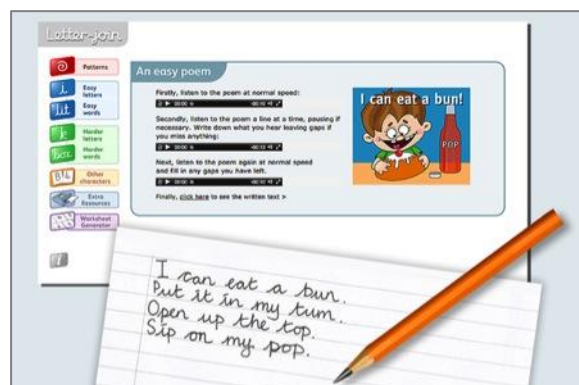 Letter-join
Patterns
Easy letters
Easy words
Harder letters
Harder words
Other characters
Extra Resources
Worksheet Generator
An easy poem
Firstly, listen to the poem at normal speed:
Secondly, listen to the poem a line at a time, pausing if
necessary. Write down what you hear leaving gaps if
you miss anything:
Next, listen to the poem again at normal speed
and fill in any gaps you have left.
Finally, click here to see the written text >
I can eat a bun!
POP
I can eat a bun.
Put it in my tum.
Open up the top.
Sip on my pop.